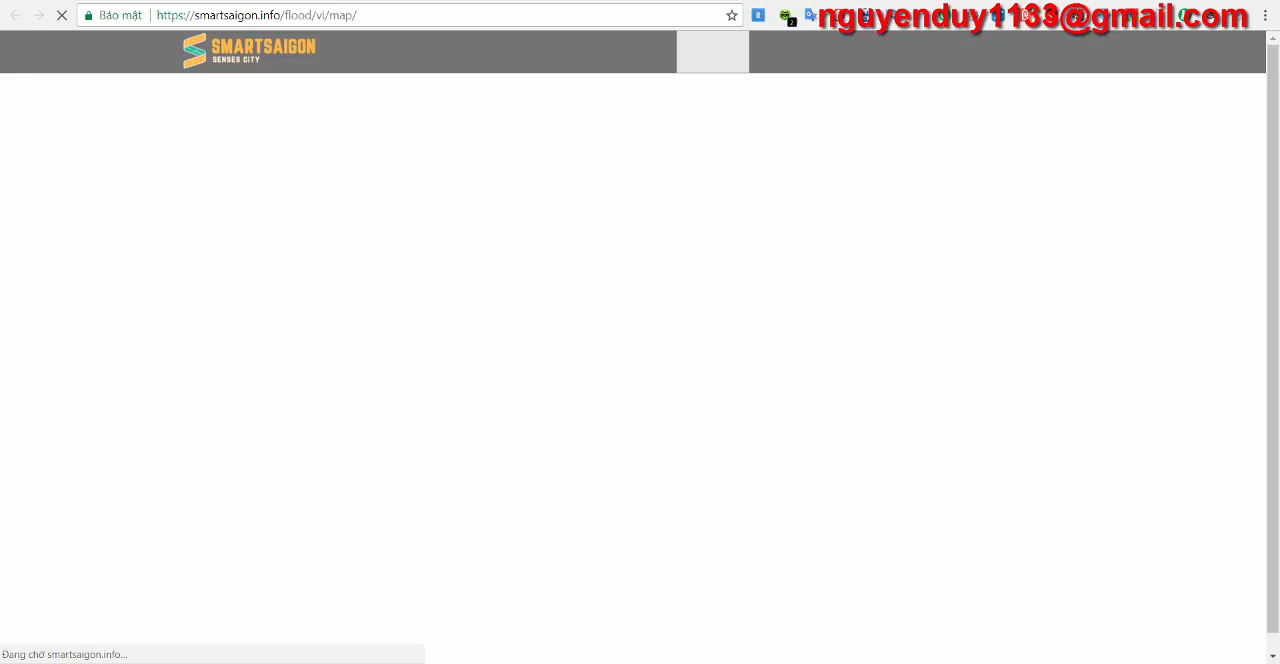 Bảo mật
https://smartsaigon.info/flood/vi/map/
nguyenduy1133@gmail.com
SMARTSAIGON
SENSES CITY
Đang chờ smartsaigon.info...